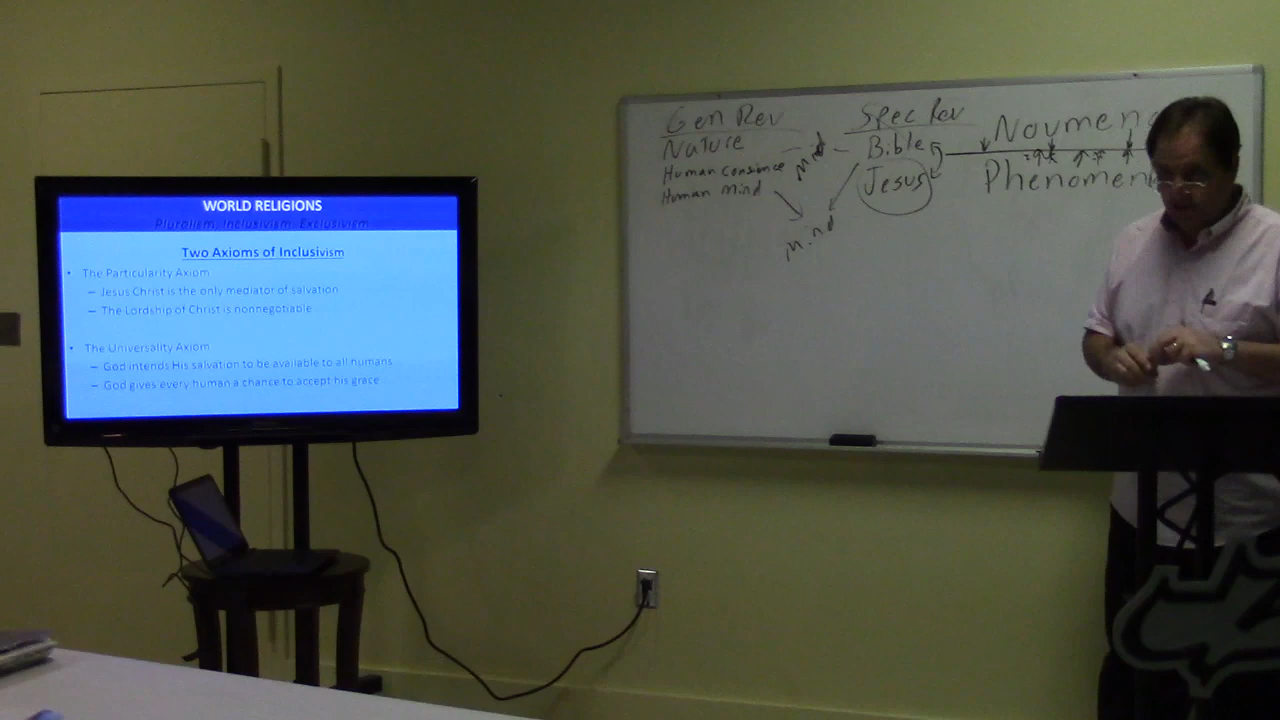 WORLD RELIGIONS
Pluralism, Inclusivism, Exclusivism
Two Axioms of Inclusivism
• The Particularity Axiom
– Jesus Christ is the only mediator of salvation
– The Lordship of Christ is nonnegotiable
• The Universality Axiom
– God intends His salvation to be available to all humans
– God gives every human a chance to accept his grace
Gen Rev
Nature
Human Consience
Human Mind
Mind
Mind
Spec Rev
Bible
Jesus
Noumen
Phenomen